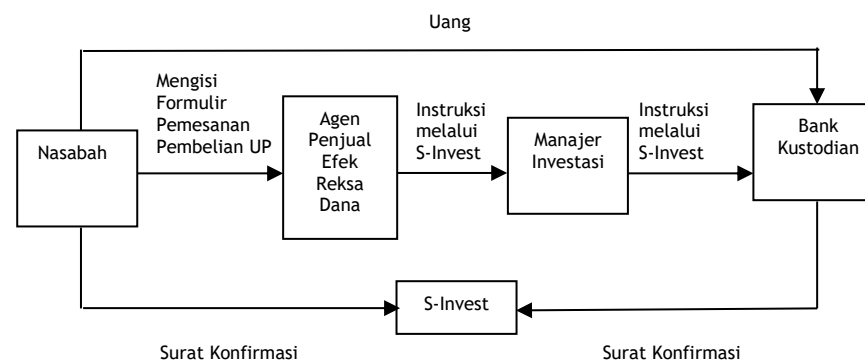 Uang
Mengisi
Formulir
Pemesanan
Pembelian UP
Nasabah
Agen
Penjual
Efek
Reksa
Dana
Instruksi
melalui
S-Invest
Manajer
Investasi
Instruksi
melalui
S-Invest
Bank
Kustodian
S-Invest
Surat Konfirmasi
Surat Konfirmasi